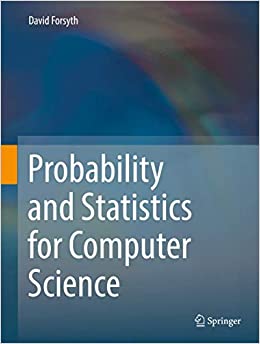 David Forsyth
Probability
and Statistics
for Computer
Science
Springer